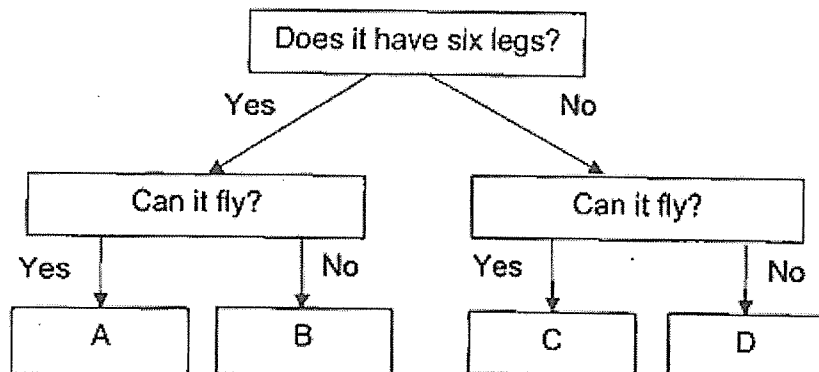 Does it have six legs?
Yes
No
Can it fly?
Can it fly?
Yes
No
Yes
No
A
B
C
D